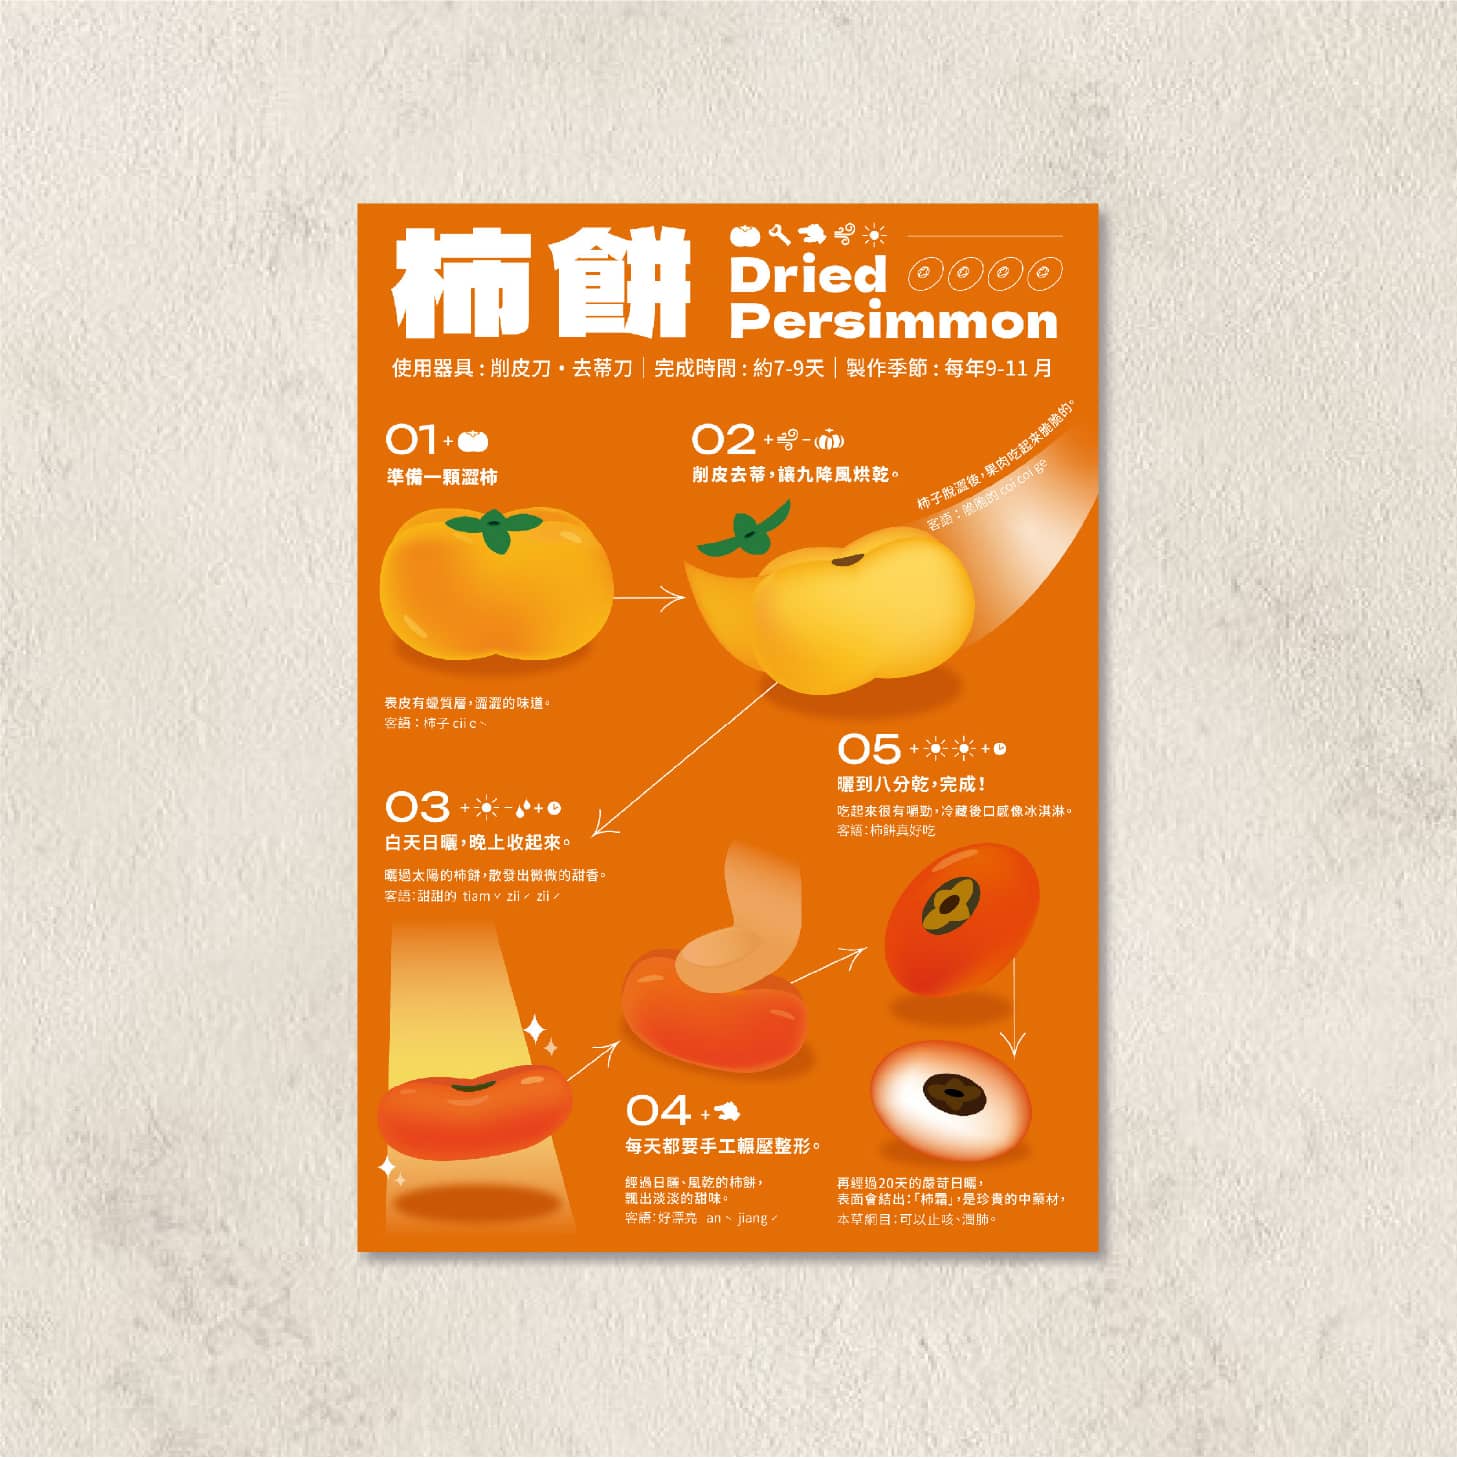 柿餅
Dried
Persimmon
使用器具：削皮刀・去蒂刀｜完成時間：約7-9天｜製作季節：每年9-11月
01+
準備一顆澀柿
表皮有蠟質層，澀澀的味道。
客語：柿子 cii eˋ
02 + -
削皮去蒂，讓九降風烘乾。
柿子脫澀後，果肉吃起來脆脆的。
客語：脆脆的 coi coi ge
03 + - +
白天日曬，晚上收起來。
曬過太陽的柿餅，散發出微微的甜香。
客語：甜甜的 tiamˇ ziiˊ ziiˊ
04 +
每天都要手工輾壓整形。
經過日曬、風乾的柿餅，
飄出淡淡的甜味。
客語：好漂亮 anˋ jiangˊ
05 + +
曬到八分乾，完成！
吃起來很有嚼勁，冷藏後口感像冰淇淋。
客語：柿餅真好吃
再經過20天的嚴苛日曬，
表面會結出：「柿霜」，是珍貴的中藥材，
本草綱目：可以止咳、潤肺。